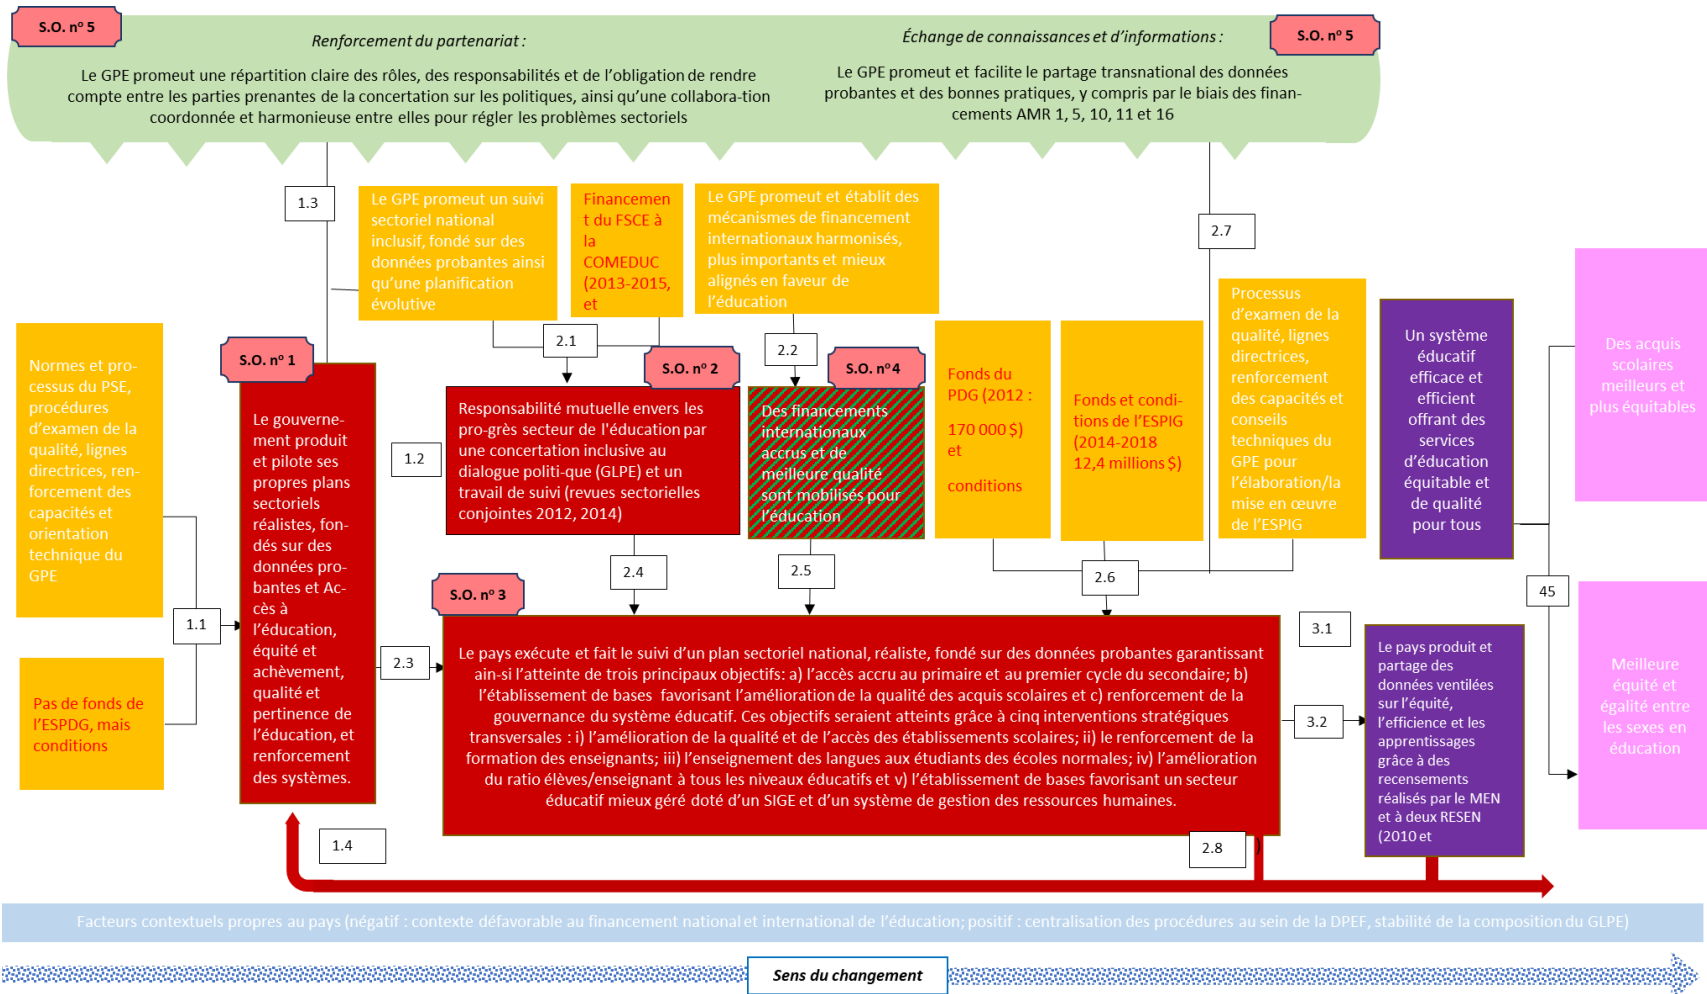 S.O. nº 5
Renforcement du partenariat :
Le GPE promeut une répartition claire des rôles, des responsabilités et de l’obligation de rendre
compte entre les parties prenantes de la concertation sur les politiques, ainsi qu’une collabora-tion
coordonnée et harmonieuse entre elles pour régler les problèmes sectoriels
Échange de connaissances et d’informations :
S.O. nº 5
Le GPE promeut et facilite le partage transnational des données
probantes et des bonnes pratiques, y compris par le biais des finan-
cements AMR 1, 5, 10, 11 et 16
1.3
Le GPE promeut un suivi
sectoriel national
inclusif, fondé sur des
données probantes ainsi
qu’une planification
évolutive
Financemen
t du FSCE à
la
COMEDUC
(2013-2015,
et
Le GPE promeut et établit des
mécanismes de financement
internationaux harmonisés,
plus importants et mieux
alignés en faveur de
l’éducation
2.7
Normes et pro-
cessus du PSE,
procédures
d’examen de la
qualité, lignes
directrices, ren-
forcement des
capacités et
orientation
technique du
GPE
Pas de fonds de
l’ESPDG, mais
conditions
1.1
S.O. nº 1
Le gouverne-
ment produit
et pilote ses
propres plans
sectoriels
réalistes, fon-
dés sur des
données pro-
bantes et Ac-
cès à
l’éducation,
équité et
achèvement,
qualité et
pertinence de
l’éducation, et
renforcement
des systèmes.
1.2
2.1
2.2
S.O. nº 2
Responsabilité mutuelle envers les
pro-grès secteur de l'éducation par
une concertation inclusive au
dialogue politi-que (GLPE) et un
travail de suivi (revues sectorielles
conjointes 2012, 2014)
S.O. nº 4
Des financements
internationaux
accrus et de
meilleure qualité
sont mobilisés pour
l’éducation
Fonds du
PDG (2012 :
170 000 $)
et
conditions
Fonds et condi-
tions de l’ESPIG
(2014-2018
12,4 millions $)
Processus
d’examen de la
qualité, lignes
directrices,
renforcement
des capacités et
conseils
techniques du
GPE pour
l’élaboration/la
mise en œuvre
de l’ESPIG
Un système
éducatif
efficace et
efficient
offrant des
services
d’éducation
équitable et
de qualité
pour tous
Des acquis
scolaires
meilleurs et
plus équitables
2.4
2.5
2.6
45
2.3
S.O. nº 3
Le pays exécute et fait le suivi d’un plan sectoriel national, réaliste, fondé sur des données probantes garantissant
ain-si l’atteinte de trois principaux objectifs: a) l’accès accru au primaire et au premier cycle du secondaire; b)
l’établissement de bases favorisant l’amélioration de la qualité des acquis scolaires et c) renforcement de la
gouvernance du système éducatif. Ces objectifs seraient atteints grâce à cinq interventions stratégiques
transversales : i) l’amélioration de la qualité et de l’accès des établissements scolaires; ii) le renforcement de la
formation des enseignants; iii) l’enseignement des langues aux étudiants des écoles normales; iv) l’amélioration
du ratio élèves/enseignant à tous les niveaux éducatifs et v) l’établissement de bases favorisant un secteur
éducatif mieux géré doté d’un SIGE et d’un système de gestion des ressources humaines.
3.1
3.2
Le pays produit et
partage des
données ventilées
sur l’équité,
l’efficience et les
apprentissages
grâce à des
recensements
réalisés par le MEN
et à deux RESEN
(2010 et
Meilleure
équité et
égalité entre
les sexes en
éducation
1.4
2.8
)
Facteurs contextuels propres au pays (négatif : contexte défavorable au financement national et international de l’éducation; positif : centralisation des procédures au sein de la DPEF, stabilité de la composition du GLPE)
Sens du changement